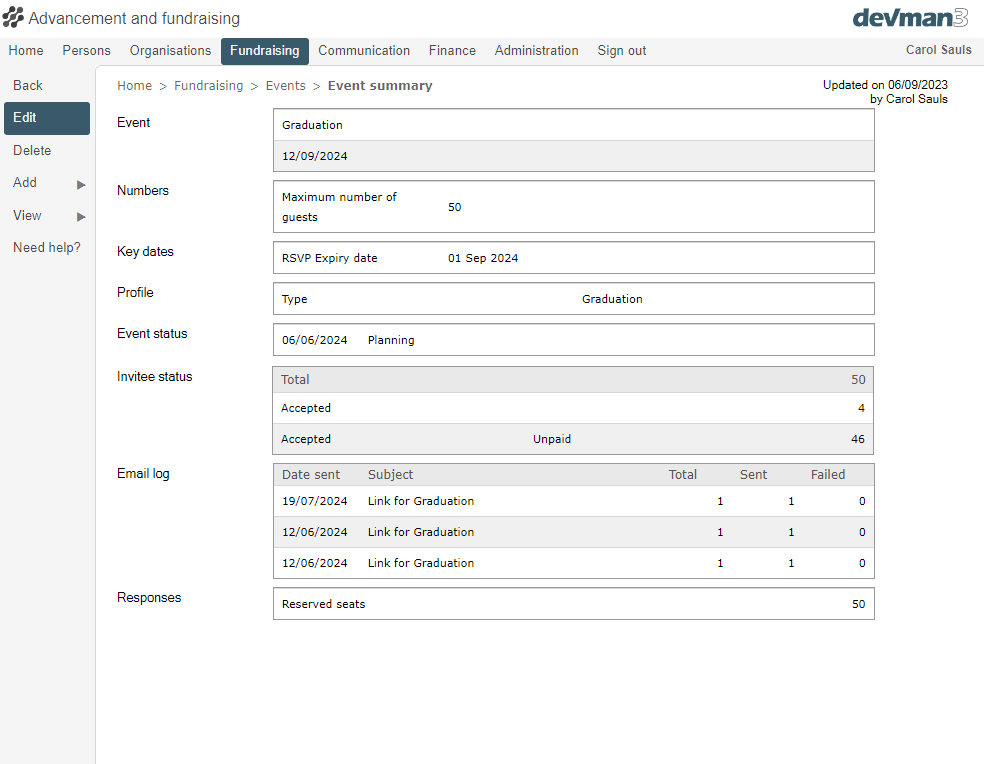 Advancement and fundraising
devman3
Home Persons Organisations Fundraising Communication Finance Administration Sign out Carol Sauls
Back
Edit
Delete
Add
View
Need help?
Home > Fundraising > Events > Event summary
Updated on 06/09/2023
by Carol Sauls
Event
Graduation
12/09/2024
Numbers
Maximum number of
guests
50
Key dates
RSVP Expiry date 01 Sep 2024
Profile
Type Graduation
Event status
06/06/2024 Planning
Invitee status
Total 50
Accepted 4
Accepted Unpaid 46
Email log
Date sent Subject Total Sent Failed
19/07/2024 Link for Graduation 1 1 0
12/06/2024 Link for Graduation 1 1 0
12/06/2024 Link for Graduation 1 1 0
Responses
Reserved seats 50